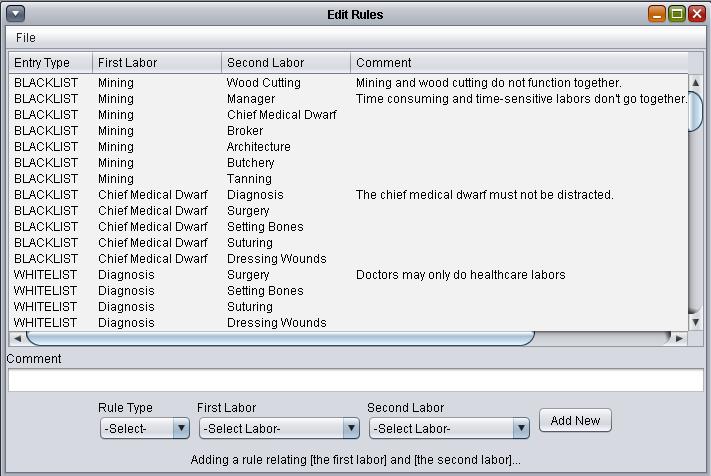 Edit Rules
File
Entry Type First Labor Second Labor Comment
BLACKLIST Mining Wood Cutting Mining and wood cutting do not function together.
BLACKLIST Mining Manager Time consuming and time-sensitive labors don't go together.
BLACKLIST Mining Chief Medical Dwarf
BLACKLIST Mining Broker
BLACKLIST Mining Architecture
BLACKLIST Mining Butchery
BLACKLIST Mining Tanning
BLACKLIST Chief Medical Dwarf Diagnosis The chief medical dwarf must not be distracted.
BLACKLIST Chief Medical Dwarf Surgery
BLACKLIST Chief Medical Dwarf Setting Bones
BLACKLIST Chief Medical Dwarf Suturing
BLACKLIST Chief Medical Dwarf Dressing Wounds
WHITELIST Diagnosis Surgery Doctors may only do healthcare labors
WHITELIST Diagnosis Setting Bones
WHITELIST Diagnosis Suturing
WHITELIST Diagnosis Dressing Wounds
Comment
Rule Type First Labor Second Labor
-Select- -Select Labor- -Select Labor- Add New
Adding a rule relating [the first labor] and [the second labor]...